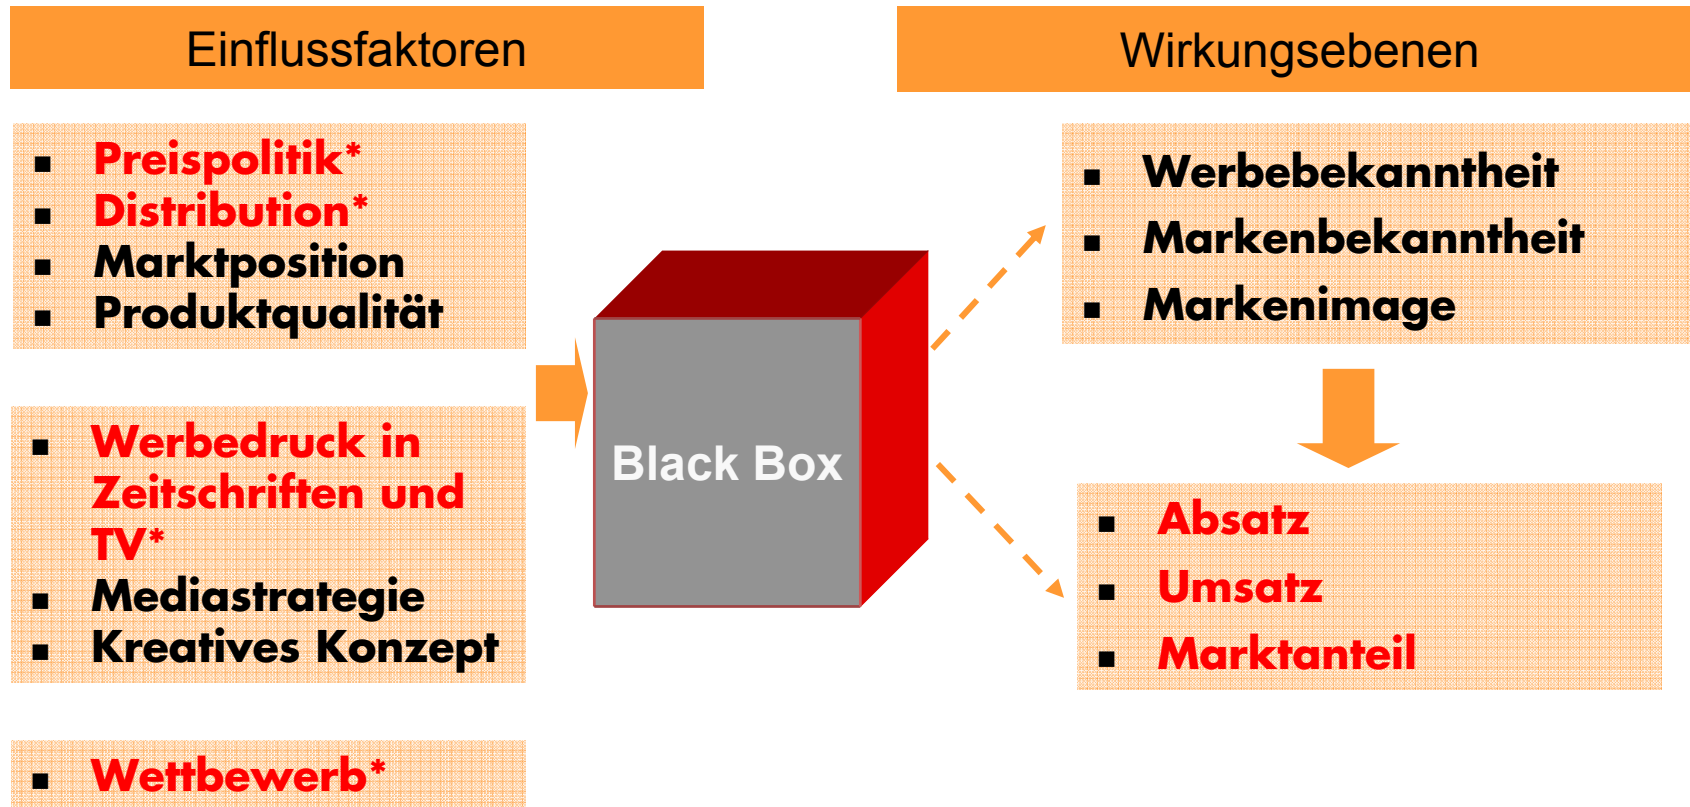 Einflussfaktoren
Preispolitik*
Distribution*
Marktposition
Produktqualität
Werbedruck in
Zeitschriften und
TV*
Mediastrategie
Kreatives Konzept
Wettbewerb*
Black Box
Wirkungsebenen
Werbebekanntheit
Markenbekanntheit
Markenimage
Absatz
Umsatz
Marktanteil